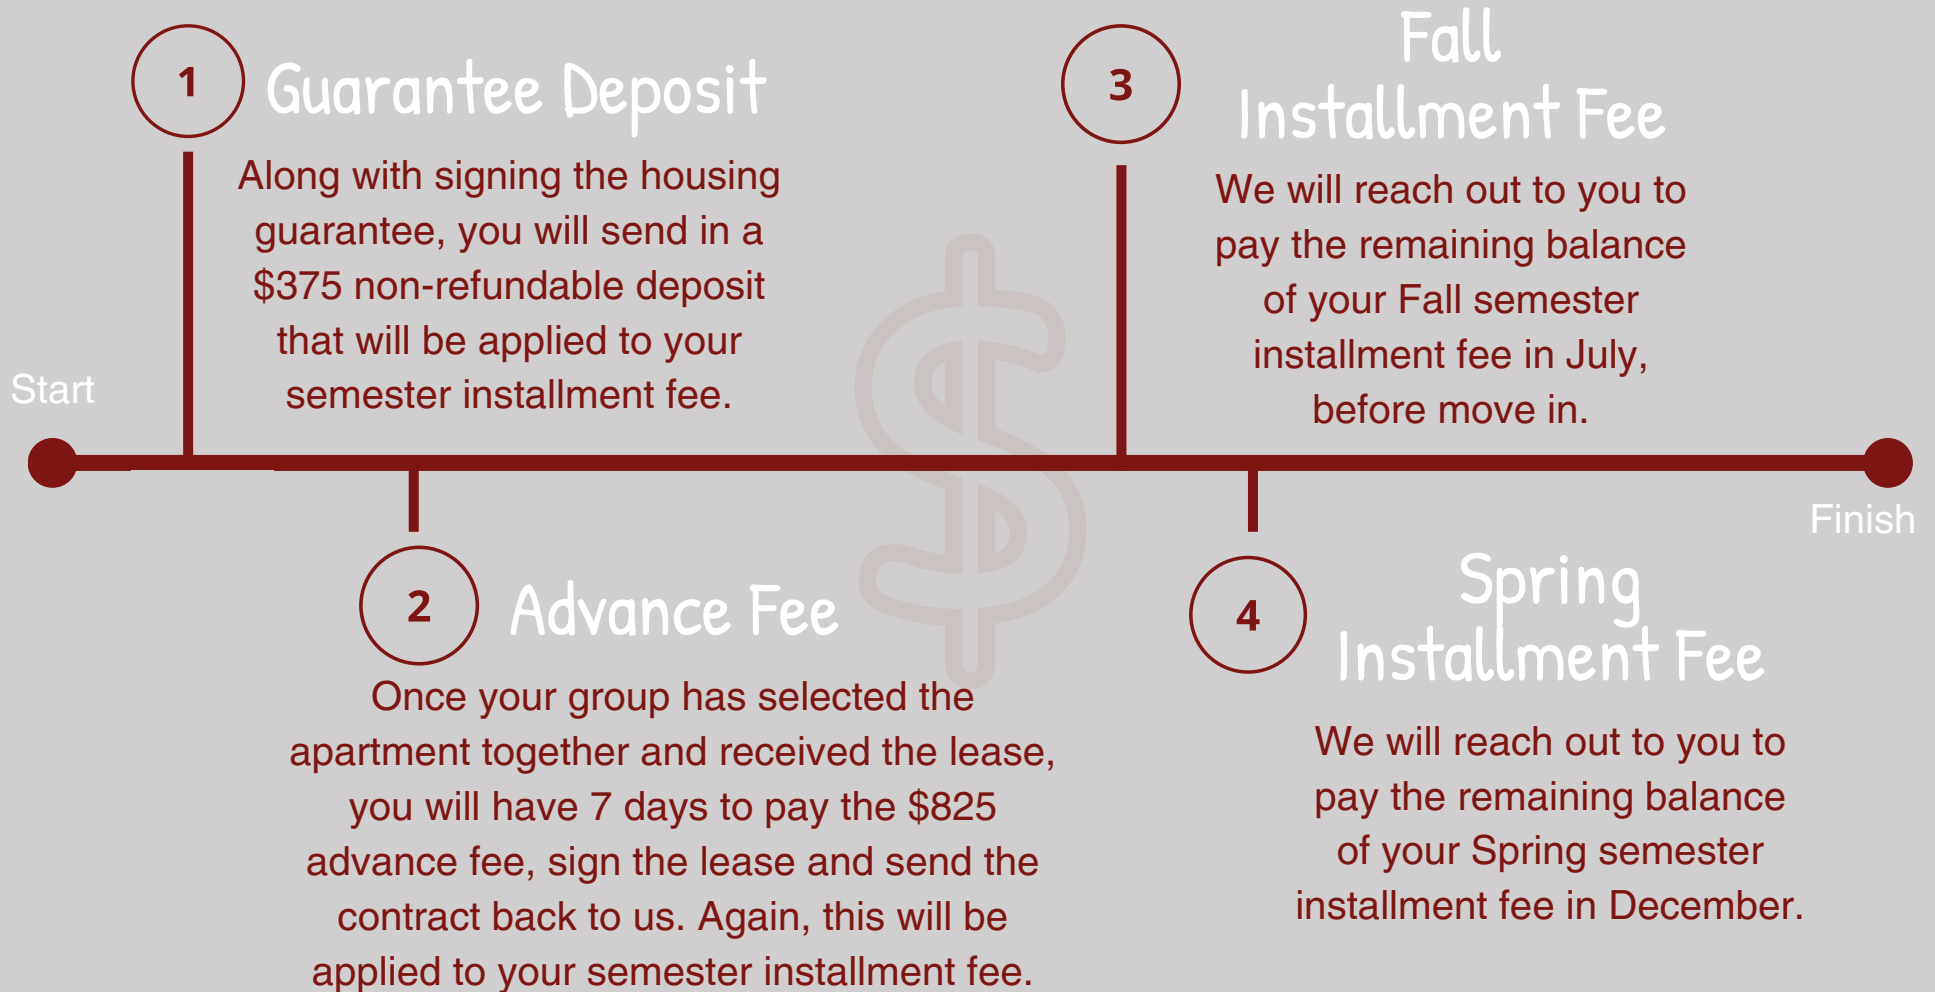 1
Guarantee Deposit
Along with signing the housing
guarantee, you will send in a
$375 non-refundable deposit
that will be applied to your
semester installment fee.
3
Fall
Installment Fee
We will reach out to you to
pay the remaining balance
of your Fall semester
installment fee in July,
before move in.
Start
Finish
2
Advance Fee
Once your group has selected the
apartment together and received the lease,
you will have 7 days to pay the $825
advance fee, sign the lease and send the
contract back to us. Again, this will be
applied to your semester installment fee.
4
Spring
Installment Fee
We will reach out to you to
pay the remaining balance
of your Spring semester
installment fee in December.